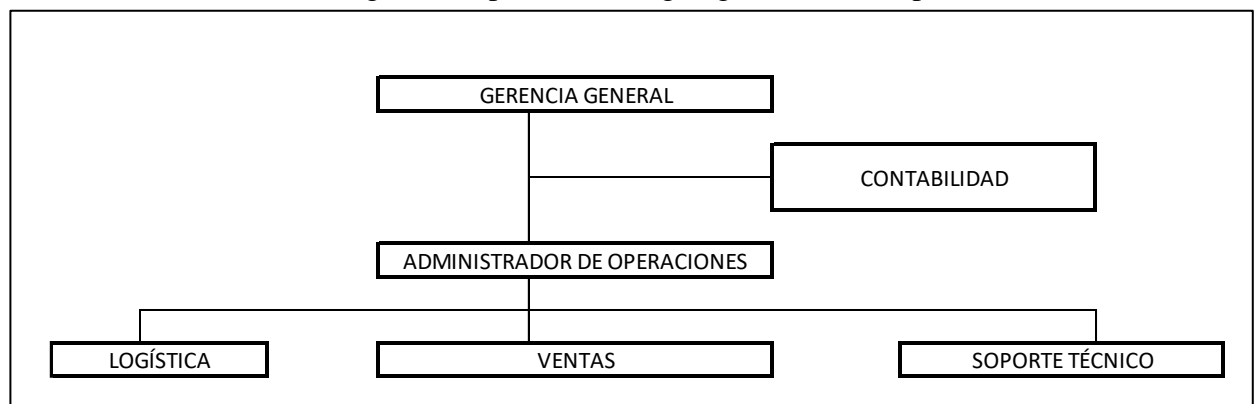 GERENCIA GENERAL
CONTABILIDAD
ADMINISTRADOR DE OPERACIONES
LOGÍSTICA
VENTAS
SOPORTE TÉCNICO